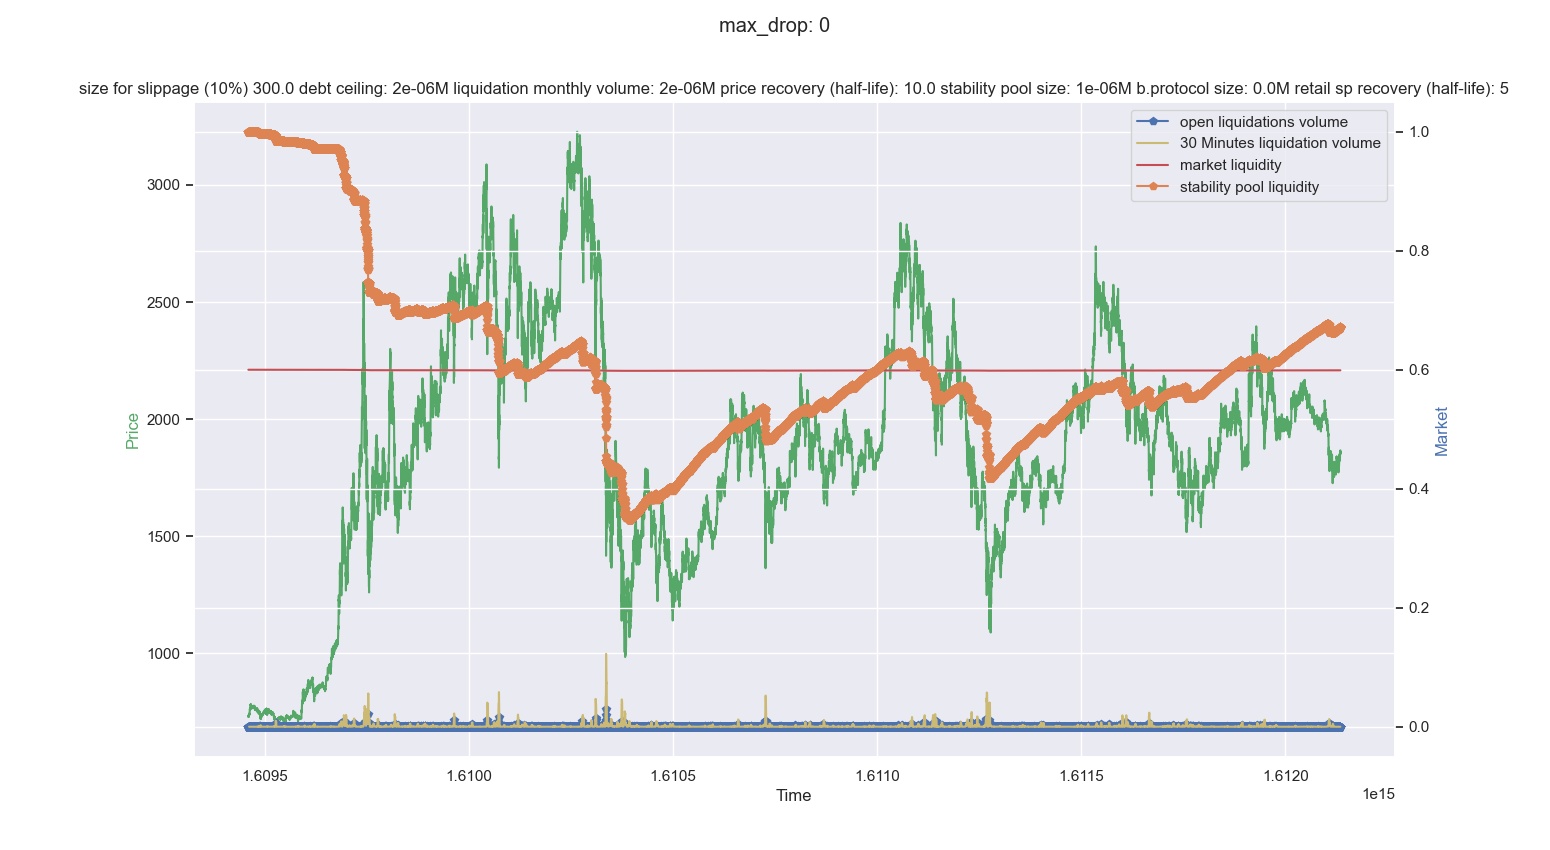 max_drop: 0
size for slippage (10%) 300.0 debt ceiling: 2e-06M liquidation monthly volume: 2e-06M price recovery (half-life): 10.0 stability pool size: 1e-06M b.protocol size: 0.0M retail sp recovery (half-life): 5
open liquidations volume
30 Minutes liquidation volume
market liquidity
stability pool liquidity
3000
2500
2000
1500
1000
Price
1.0
0.8
0.6
0.4
0.2
0.0
Market
1.6095 1.6100 1.6105 1.6110 1.6115 1.6120
Time
1e15